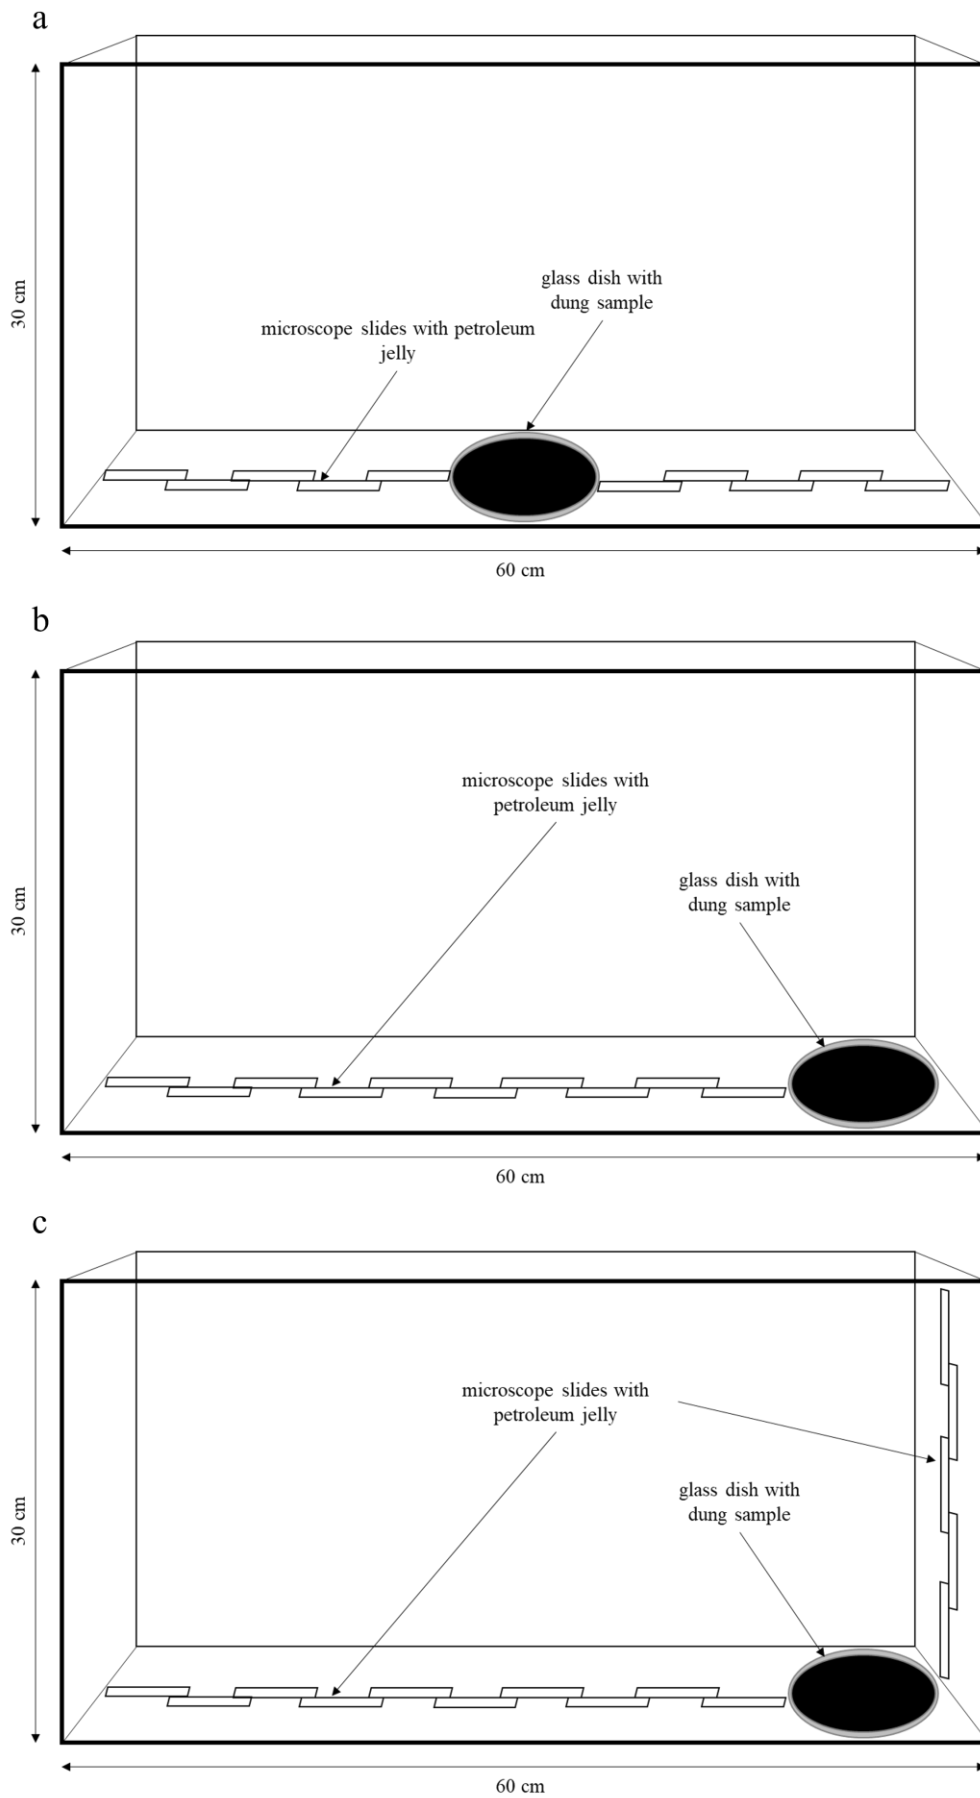 a
30 cm
glass dish with
dung sample
microscope slides with petroleum
jelly
60 cm
b
30 cm
microscope slides with
petroleum jelly
glass dish with
dung sample
60 cm
c
30 cm
microscope slides with
petroleum jelly
glass dish with
dung sample
60 cm